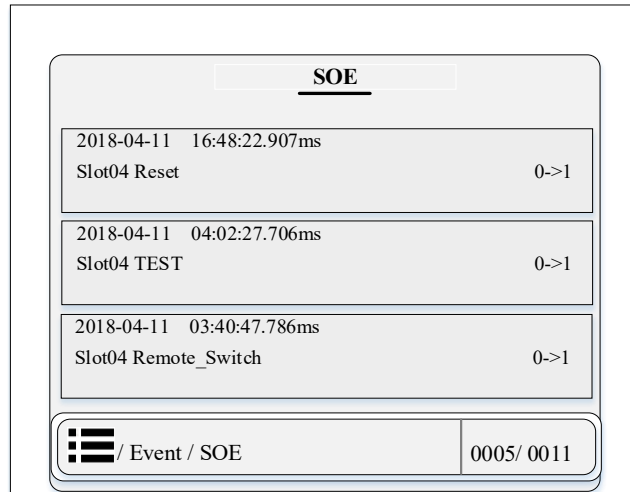 SOE
2018-04-11 16:48:22.907ms
Slot04 Reset 0->1
2018-04-11 04:02:27.706ms
Slot04 TEST 0->1
2018-04-11 03:40:47.786ms
Slot04 Remote_Switch 0->1
/ Event / SOE 0005/ 0011